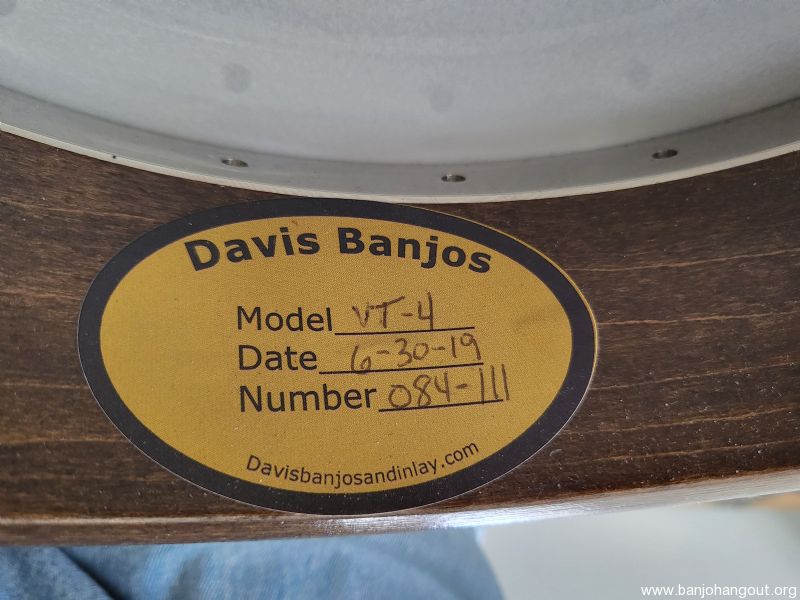 Davis Banjos
Model VT-4
Date 6-30-19
Number 084-111
Davisbanjosandinlay.com
www.banjohangout.org